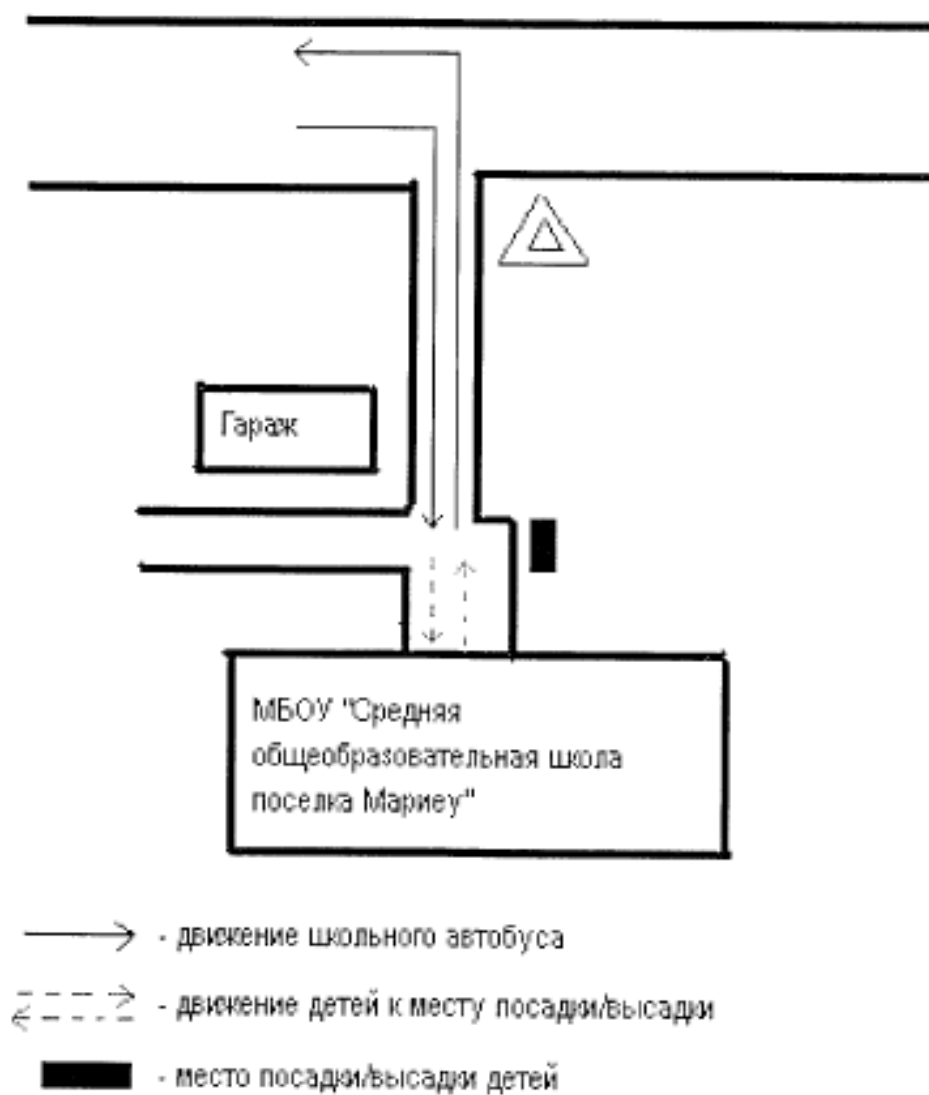 Гараж
МБОУ "Средняя
общеобразовательная школа
поселка Мариеу"
- движение школьного автобуса
- движение детей к месту посадки/высадки
- место посадки/высадки детей